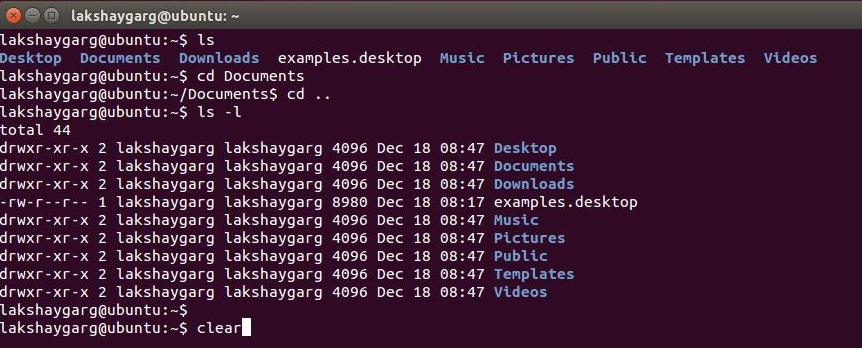 lakshaygarg@ubuntu: ~
lakshaygarg@ubuntu:~$ ls
Desktop  Documents  Downloads  examples.desktop  Music  Pictures  Public  Templates  Videos
lakshaygarg@ubuntu:~$ cd Documents
lakshaygarg@ubuntu:~/Documents$ cd ..
lakshaygarg@ubuntu:~$ ls -l
total 44
drwxr-xr-x 2 lakshaygarg lakshaygarg 4096 Dec 18 08:47 Desktop
drwxr-xr-x 2 lakshaygarg lakshaygarg 4096 Dec 18 08:47 Documents
drwxr-xr-x 2 lakshaygarg lakshaygarg 4096 Dec 18 08:47 Downloads
-rw-r--r-- 1 lakshaygarg lakshaygarg 8980 Dec 18 08:17 examples.desktop
drwxr-xr-x 2 lakshaygarg lakshaygarg 4096 Dec 18 08:47 Music
drwxr-xr-x 2 lakshaygarg lakshaygarg 4096 Dec 18 08:47 Pictures
drwxr-xr-x 2 lakshaygarg lakshaygarg 4096 Dec 18 08:47 Public
drwxr-xr-x 2 lakshaygarg lakshaygarg 4096 Dec 18 08:47 Templates
drwxr-xr-x 2 lakshaygarg lakshaygarg 4096 Dec 18 08:47 Videos
lakshaygarg@ubuntu:~$
lakshaygarg@ubuntu:~$ clear